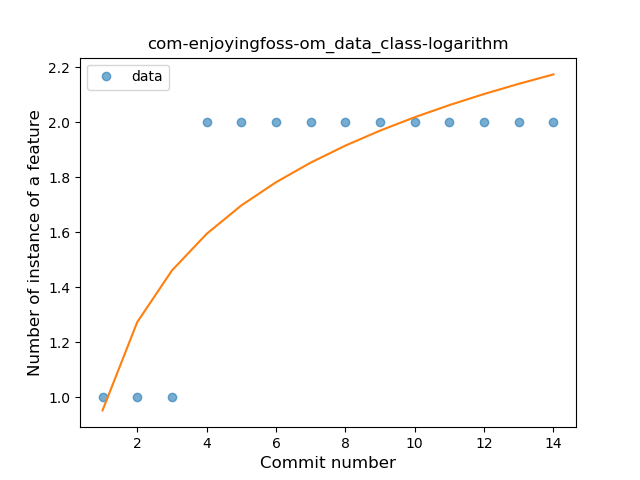 com-enjoyingfoss-om_data_class-logarithm
data
Number of instance of a feature
2.2
2.0
1.8
1.6
1.4
1.2
1.0
2 4 6 8 10 12 14
Commit number